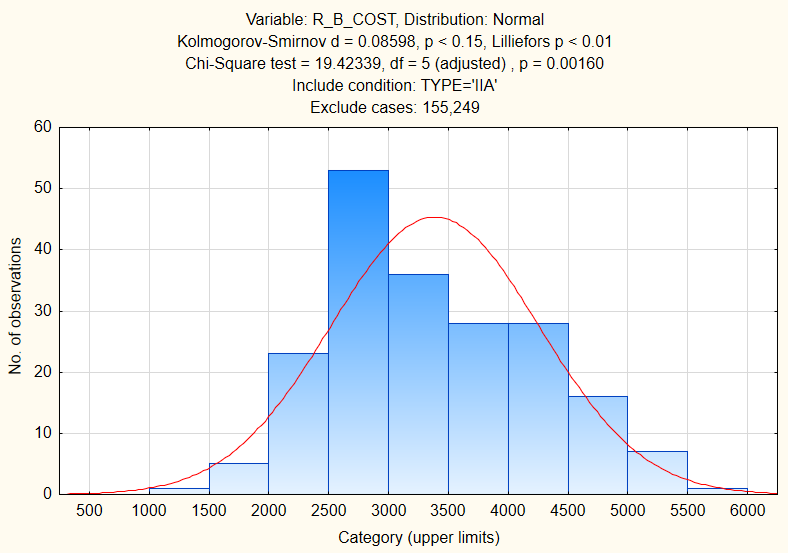 Variable: R_B_COST, Distribution: Normal
Kolmogorov-Smirnov d = 0.08598, p < 0.15, Lilliefors p < 0.01
Chi-Square test = 19.42339, df = 5 (adjusted) , p = 0.00160
Include condition: TYPE='IIA'
Exclude cases: 155,249
60
50
40
30
20
10
0
No. of observations
500 1000 1500 2000 2500 3000 3500 4000 4500 5000 5500 6000
Category (upper limits)